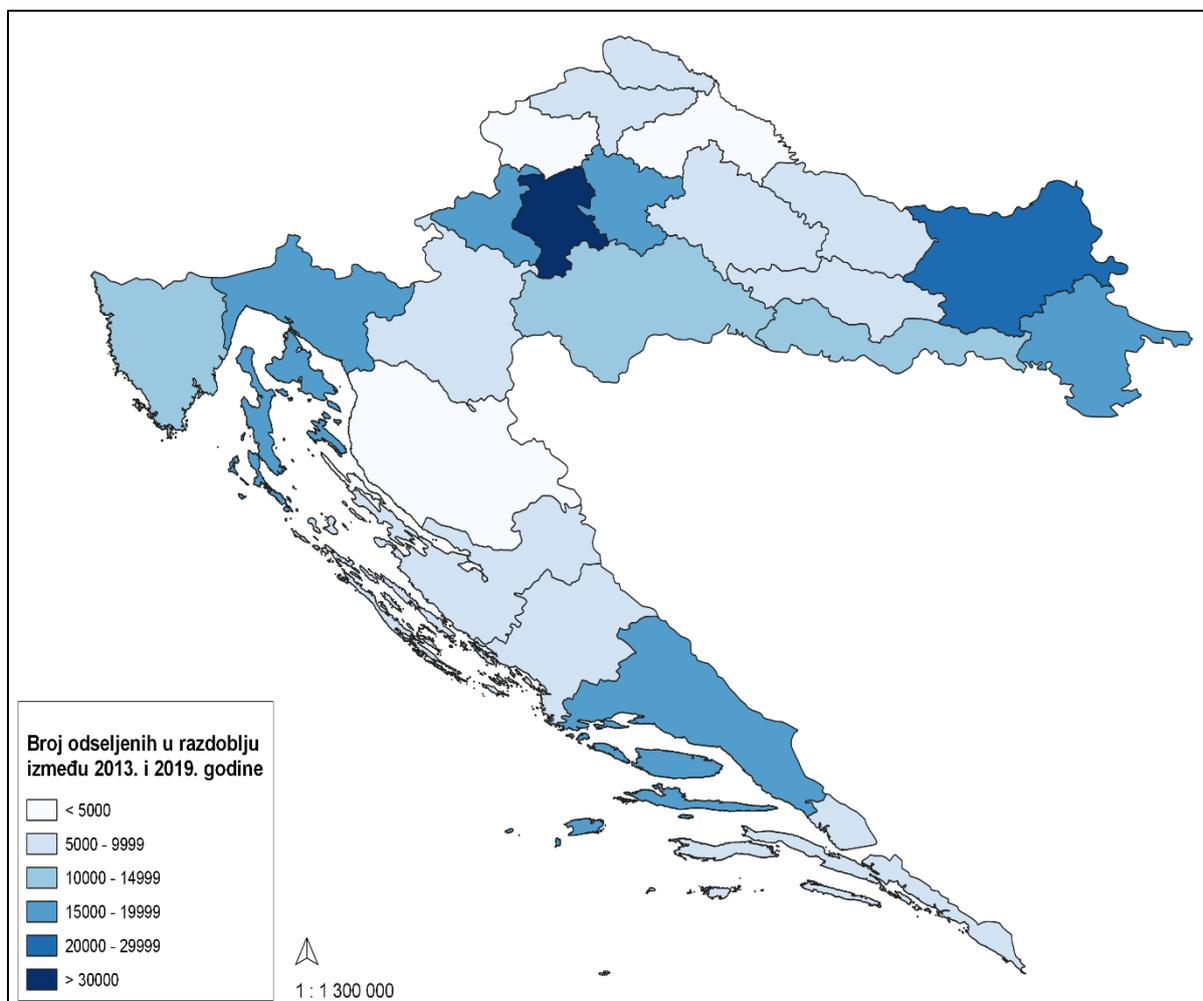 Broj odseljenih u razdoblju
između 2013. i 2019. godine
< 5000
5000 - 9999
10000 - 14999
15000 - 19999
20000 - 29999
> 30000
1 : 1 300 000